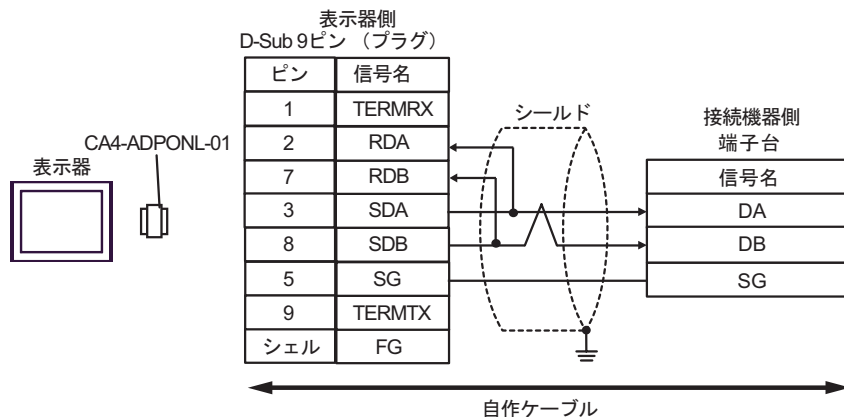 表示器側
D-Sub 9ピン (プラグ)
ピン 信号名
1 TERMRX
2 RDA
7 RDB
3 SDA
8 SDB
5 SG
9 TERMTX
シェル FG
CA4-ADPONL-01
表示器
シールド
接続機器側
端子台
信号名
DA
DB
SG
自作ケーブル